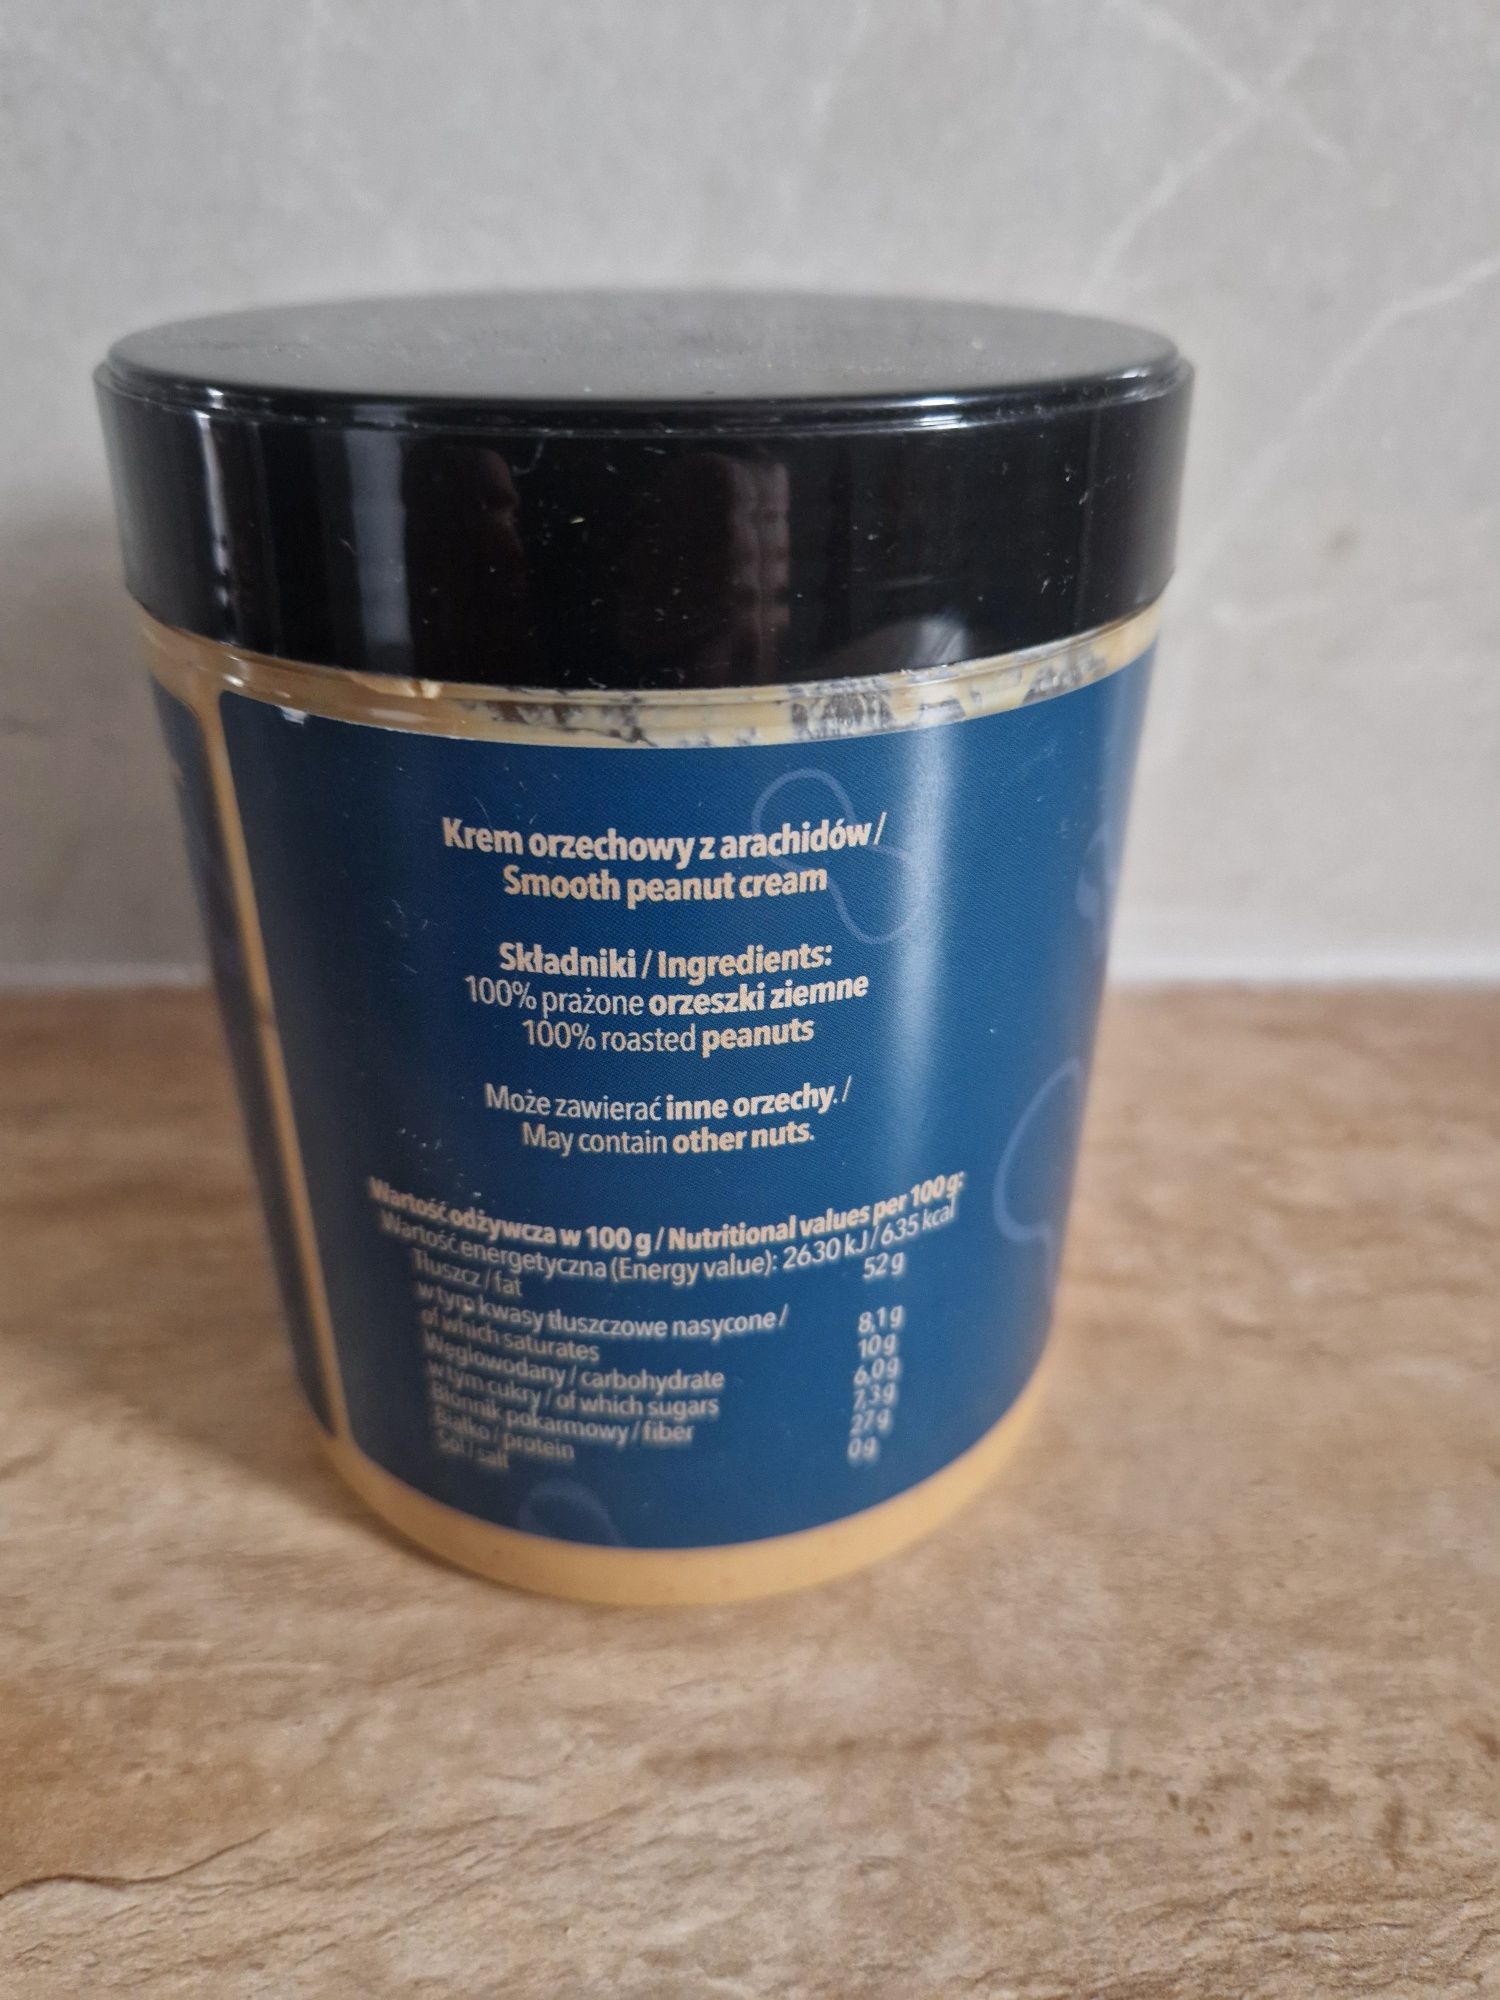 Krem orzechowy z arachidów /
Smooth peanut cream
Składniki / Ingredients:
100% prażone orzeszki ziemne
100% roasted peanuts
Może zawierać inne orzechy. /
May contain other nuts.
Wartość odżywcza w 100 g / Nutritional values per 100 g:
Wartość energetyczna (Energy value): 2630 kJ / 635 kcal
Tłuszcz / fat 52 g
w tym kwasy tłuszczowe nasycone /
of which saturates 8,1 g
Węglowodany / carbohydrate 10 g
w tym cukry / of which sugars 6,0 g
Błonnik pokarmowy / fiber 7,3 g
Białko / protein 27 g
Sól / salt 0 g